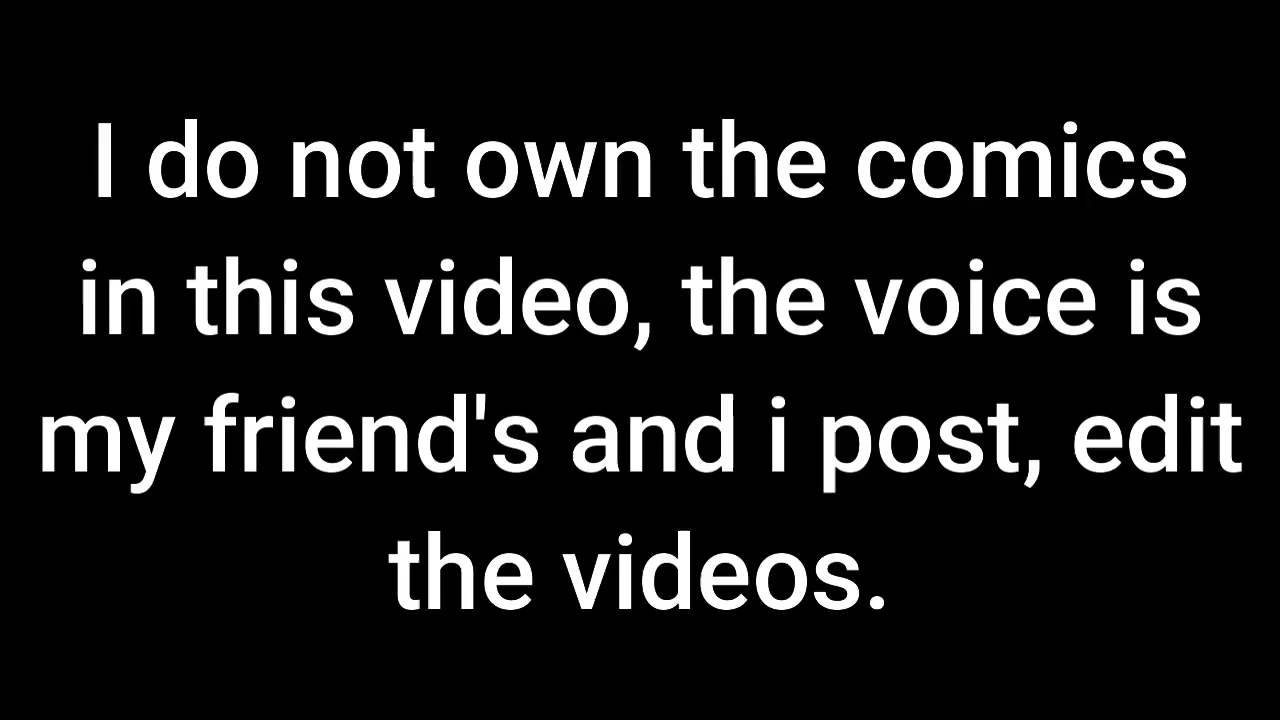 I do not own the comics
in this video, the voice is
my friend's and i post, edit
the videos.